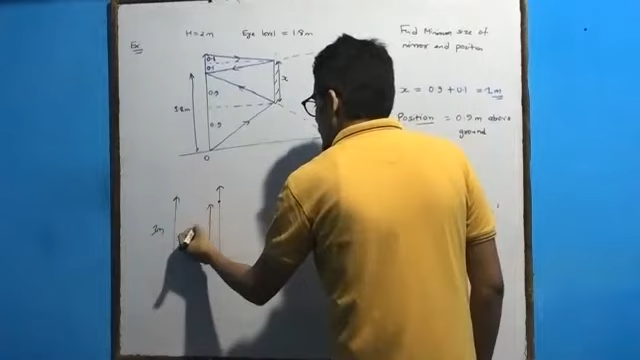 Ex
H = 2m Eye level = 1.8m
Find Minimum size of
mirror and position
0.1
0.1
x
0.9
1.8m
0.9
O
x = 0.9 + 0.1 = 1m
Position = 0.9m above
ground
3m